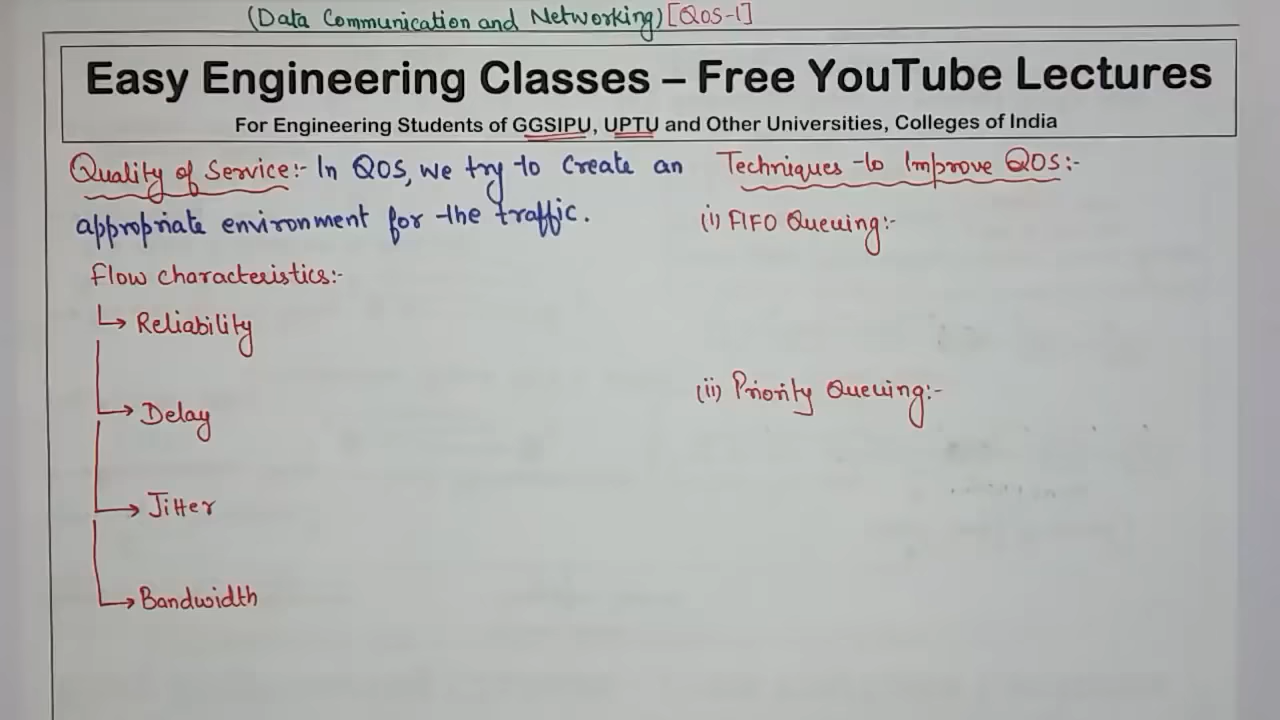 (Data Communication and Networking) [QOS-1]
Easy Engineering Classes – Free YouTube Lectures
For Engineering Students of GGSIPU, UPTU and Other Universities, Colleges of India
Quality of Service:- In QOS, we try to create an
appropriate environment for the traffic.
Flow characteristics:-
Reliability
Delay
Jitter
Bandwidth
Techniques to Improve QOS:-
(i) FIFO Queuing:-
(ii) Priority Queuing:-